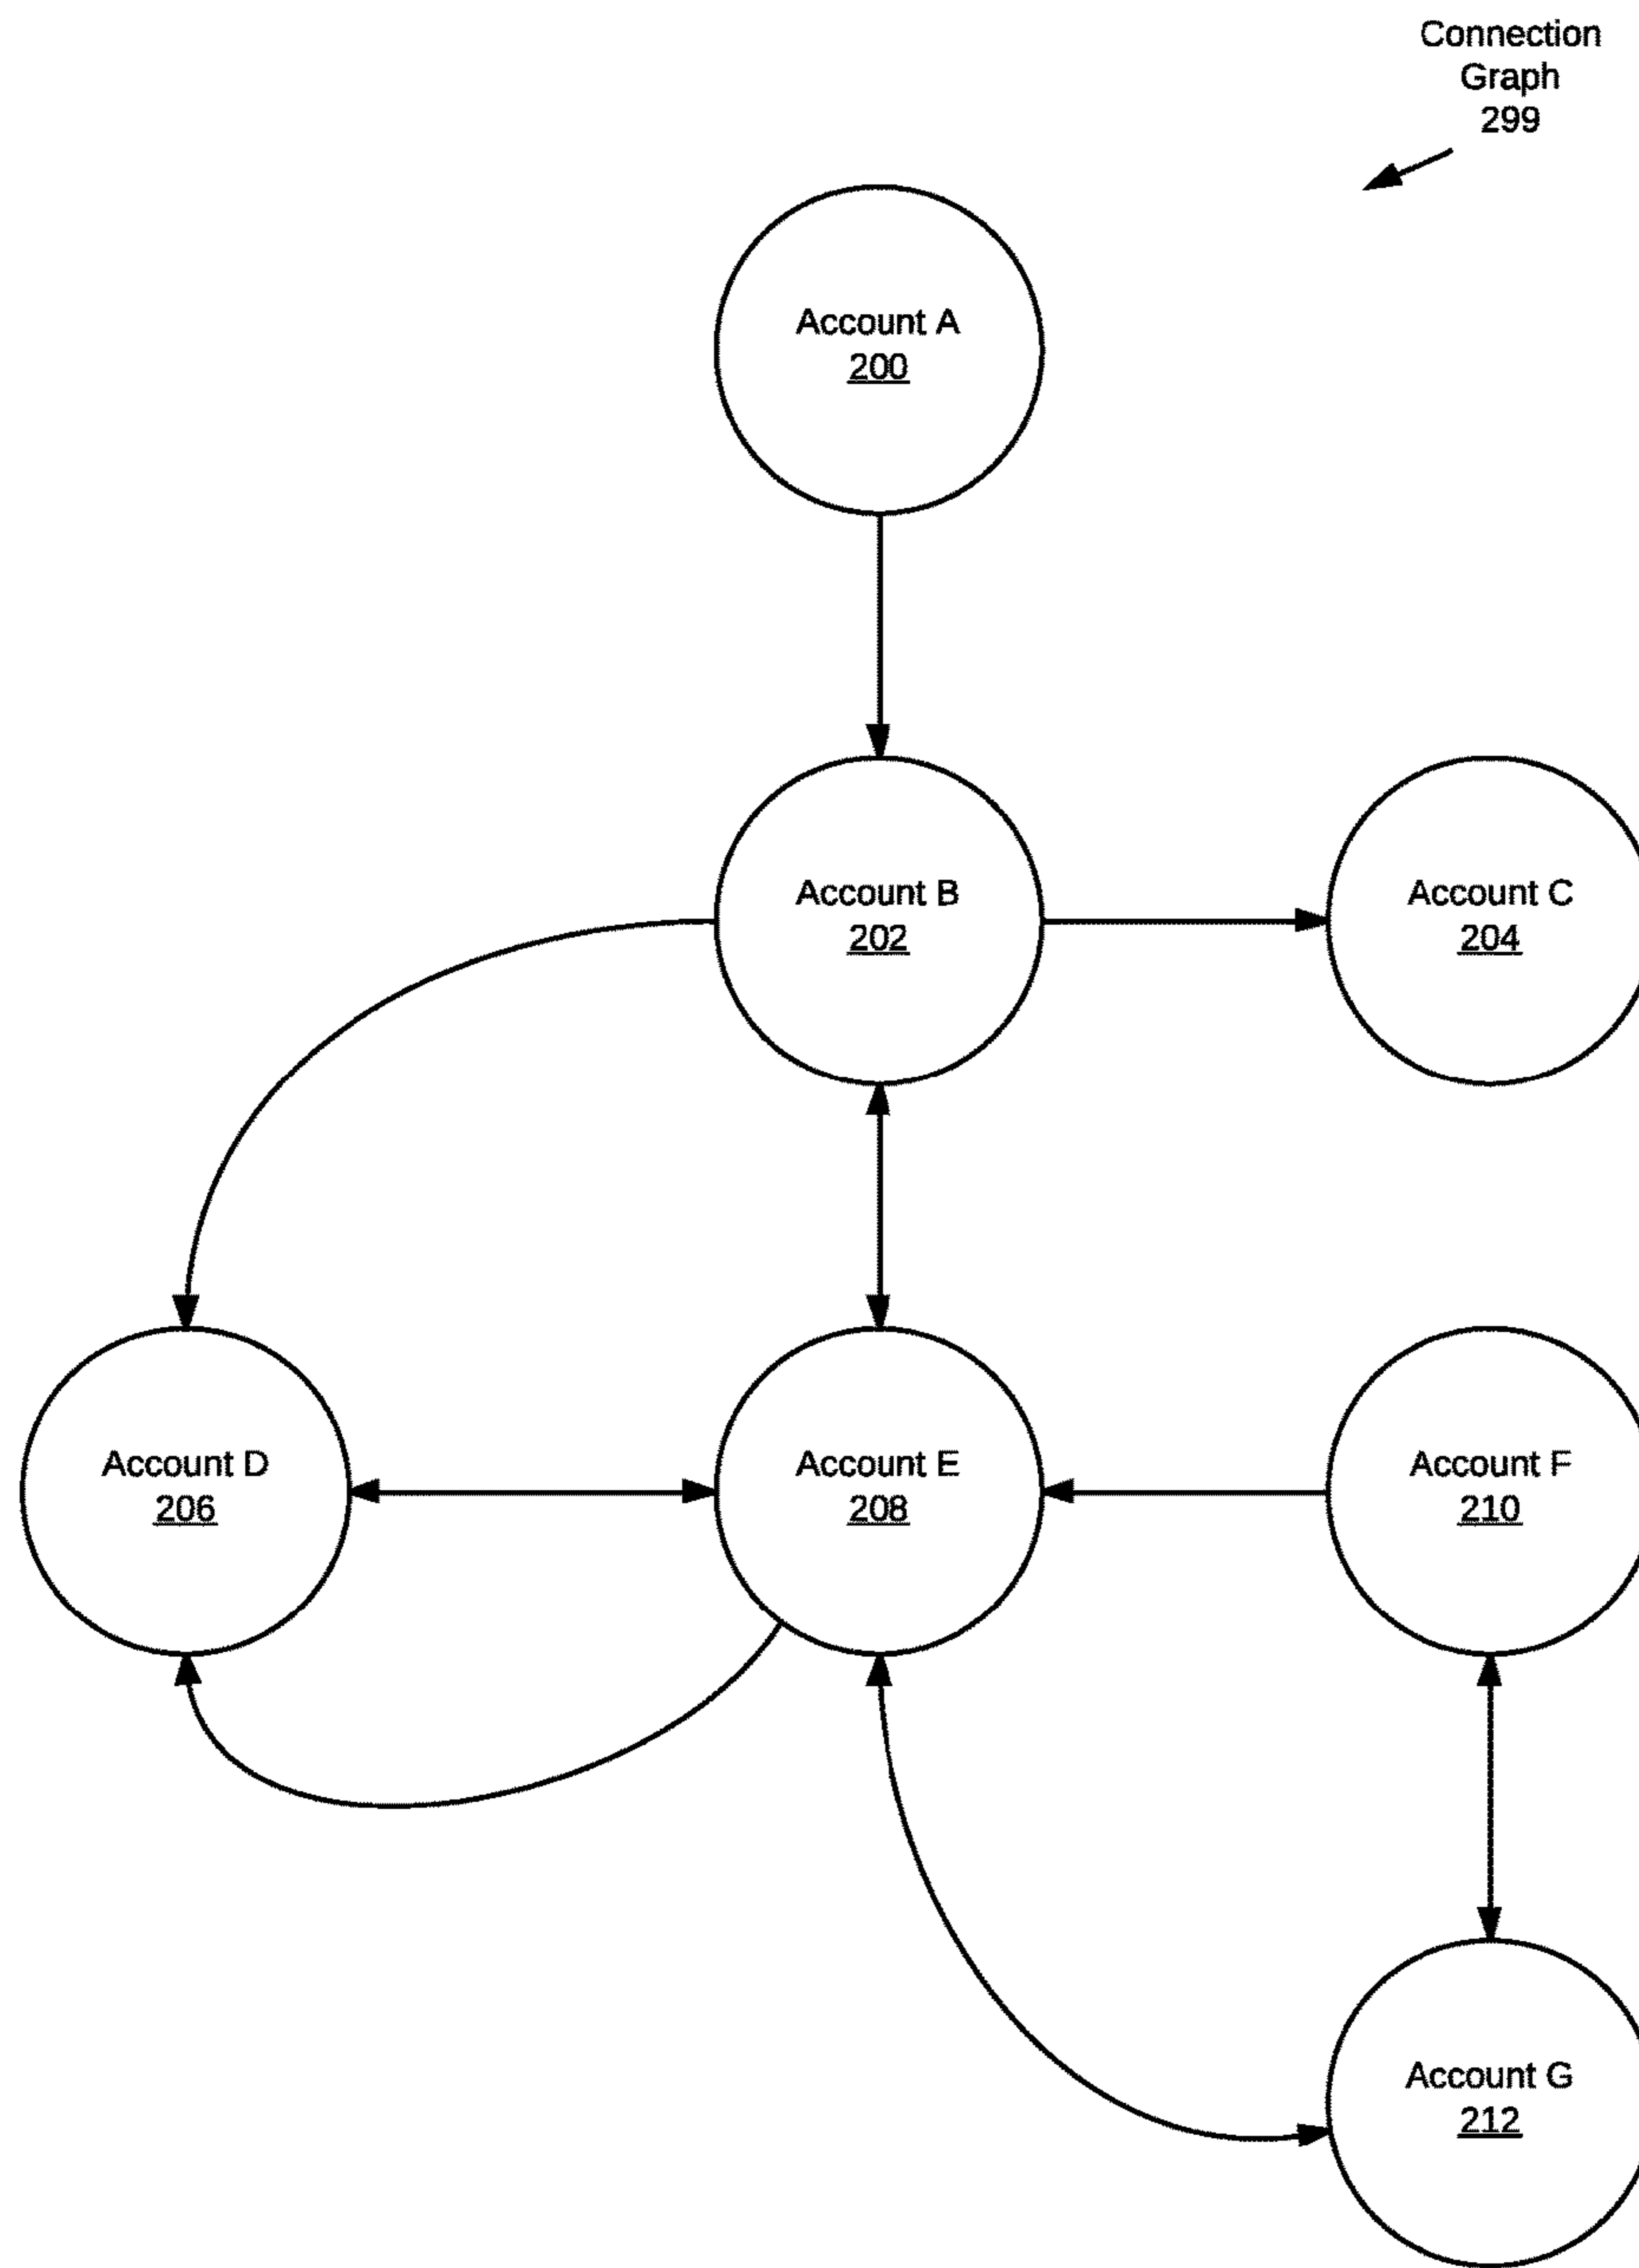 Connection
Graph
299
Account A
200
Account B
202
Account C
204
Account D
206
Account E
208
Account F
210
Account G
212